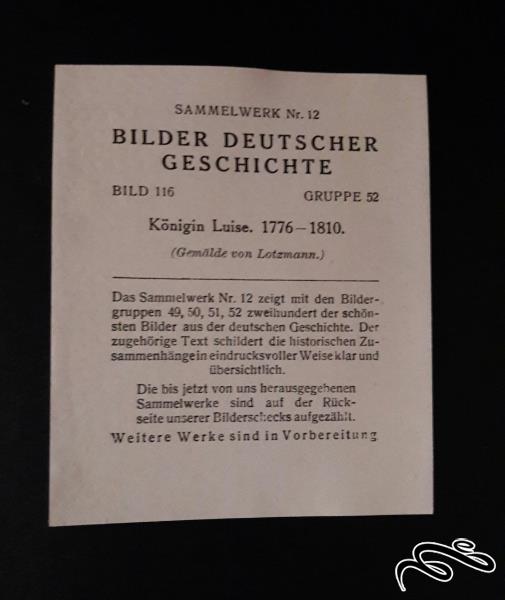 SAMMELWERK Nr. 12
BILDER DEUTSCHER
GESCHICHTE
BILD 116 GRUPPE 52
Königin Luise. 1776–1810.
(Gemälde von Lotzmann.)
Das Sammelwerk Nr. 12 zeigt mit den Bilder-
gruppen 49, 50, 51, 52 zweihundert der schön-
sten Bilder aus der deutschen Geschichte. Der
zugehörige Text schildert die historischen Zu-
sammenhänge in eindrucksvoller Weise klar und
übersichtlich.
Die bis jetzt von uns herausgegebenen
Sammelwerke sind auf der Rück-
seite unserer Bilderschecks aufgezählt.
Weitere Werke sind in Vorbereitung